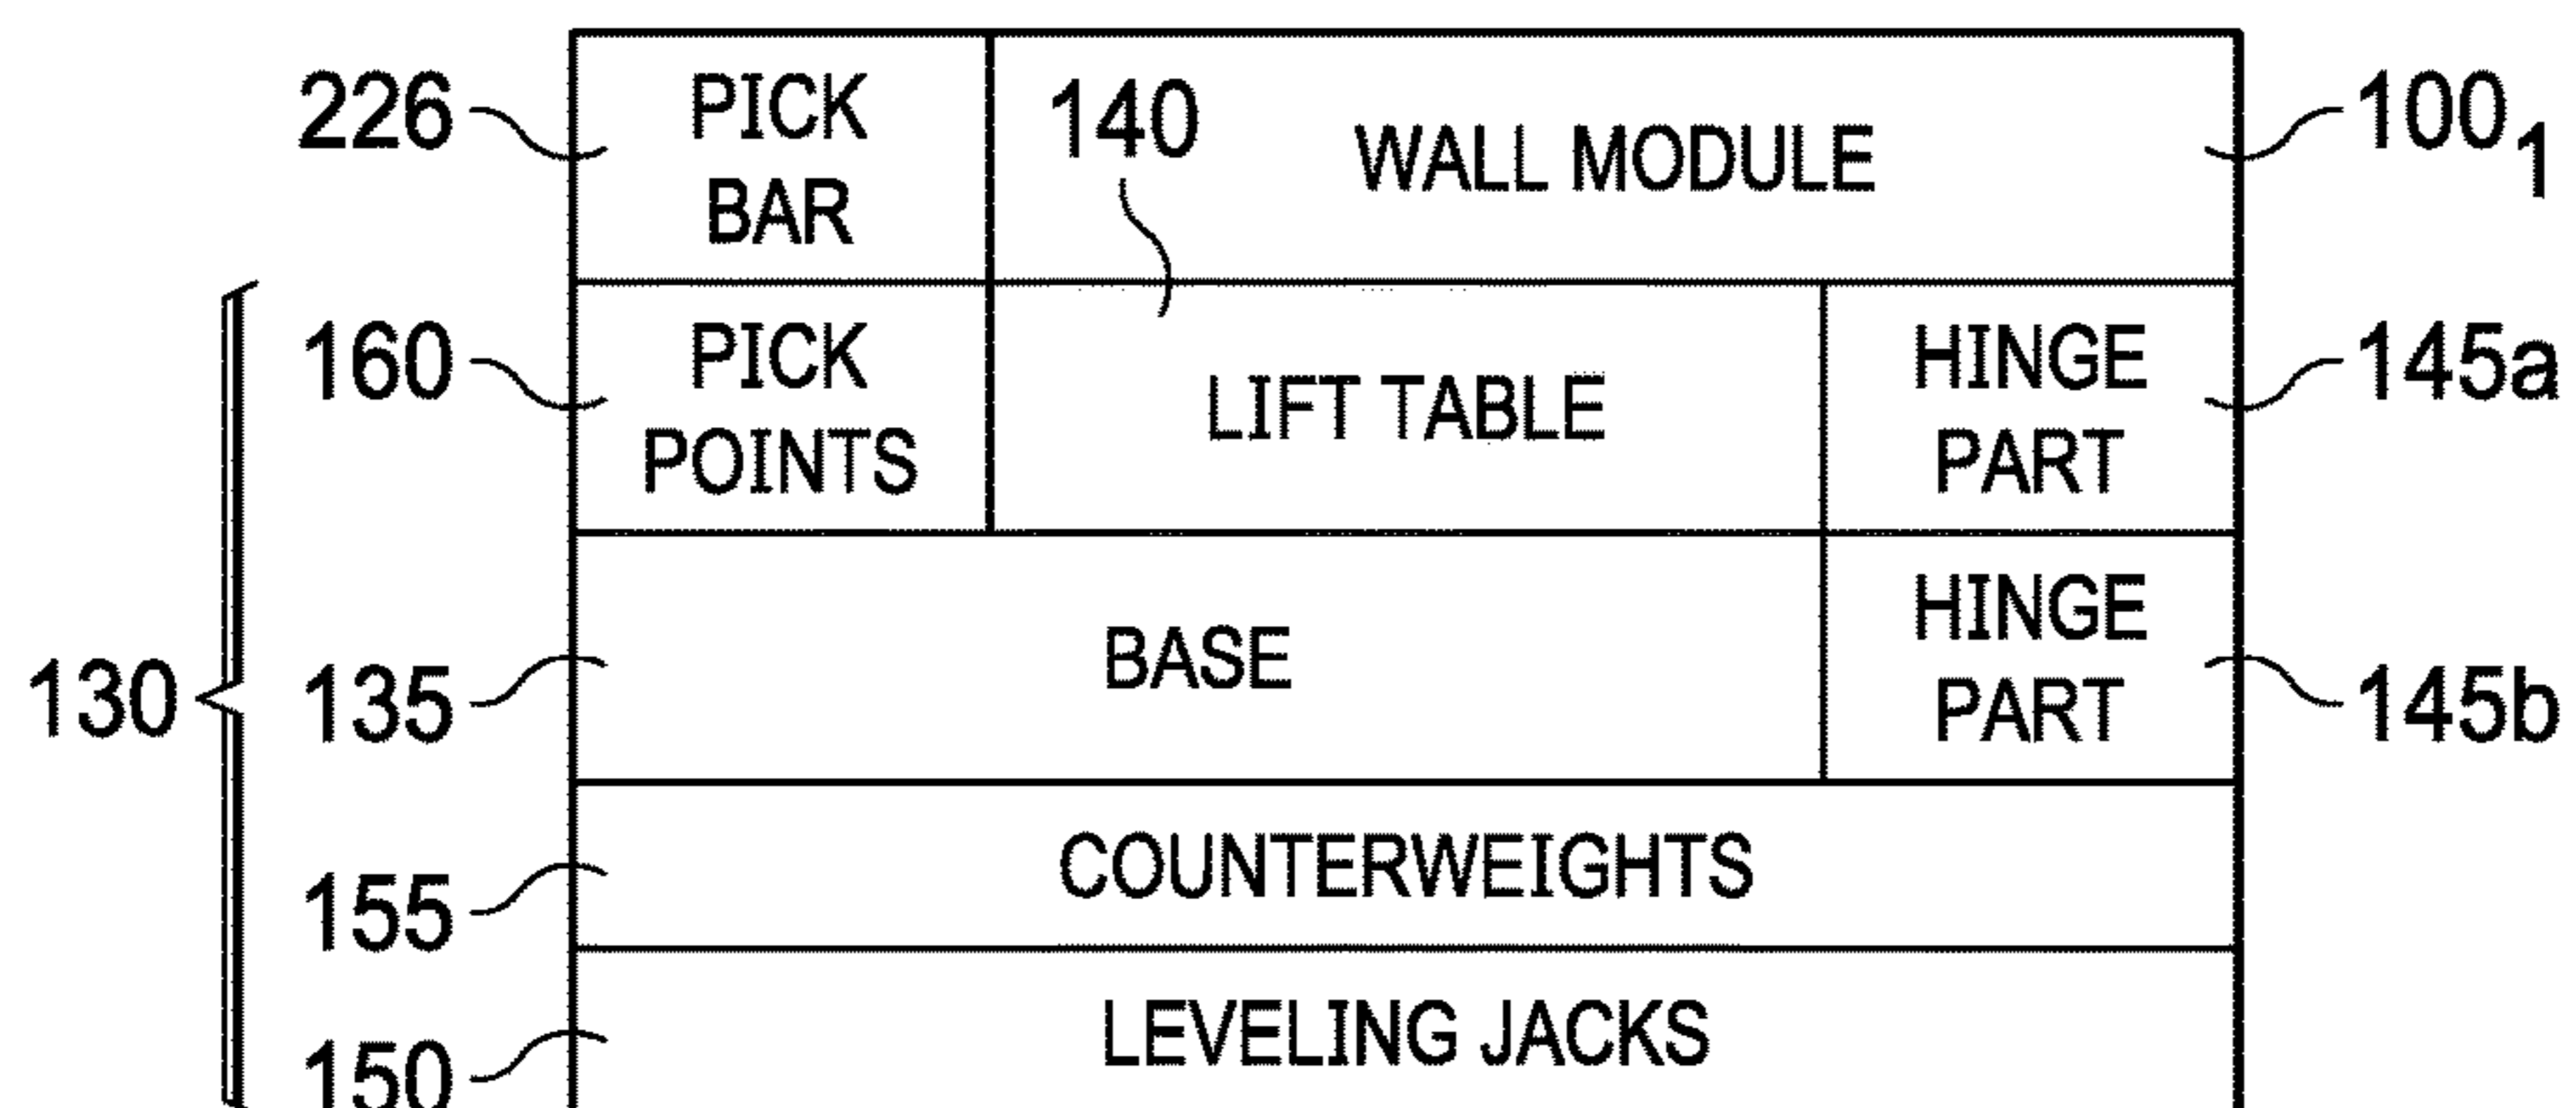 226
PICK
BAR
140
WALL MODULE
100 1
160
PICK
POINTS
LIFT TABLE
HINGE
PART
145a
130
135
BASE
HINGE
PART
145b
155
COUNTERWEIGHTS
150
LEVELING JACKS